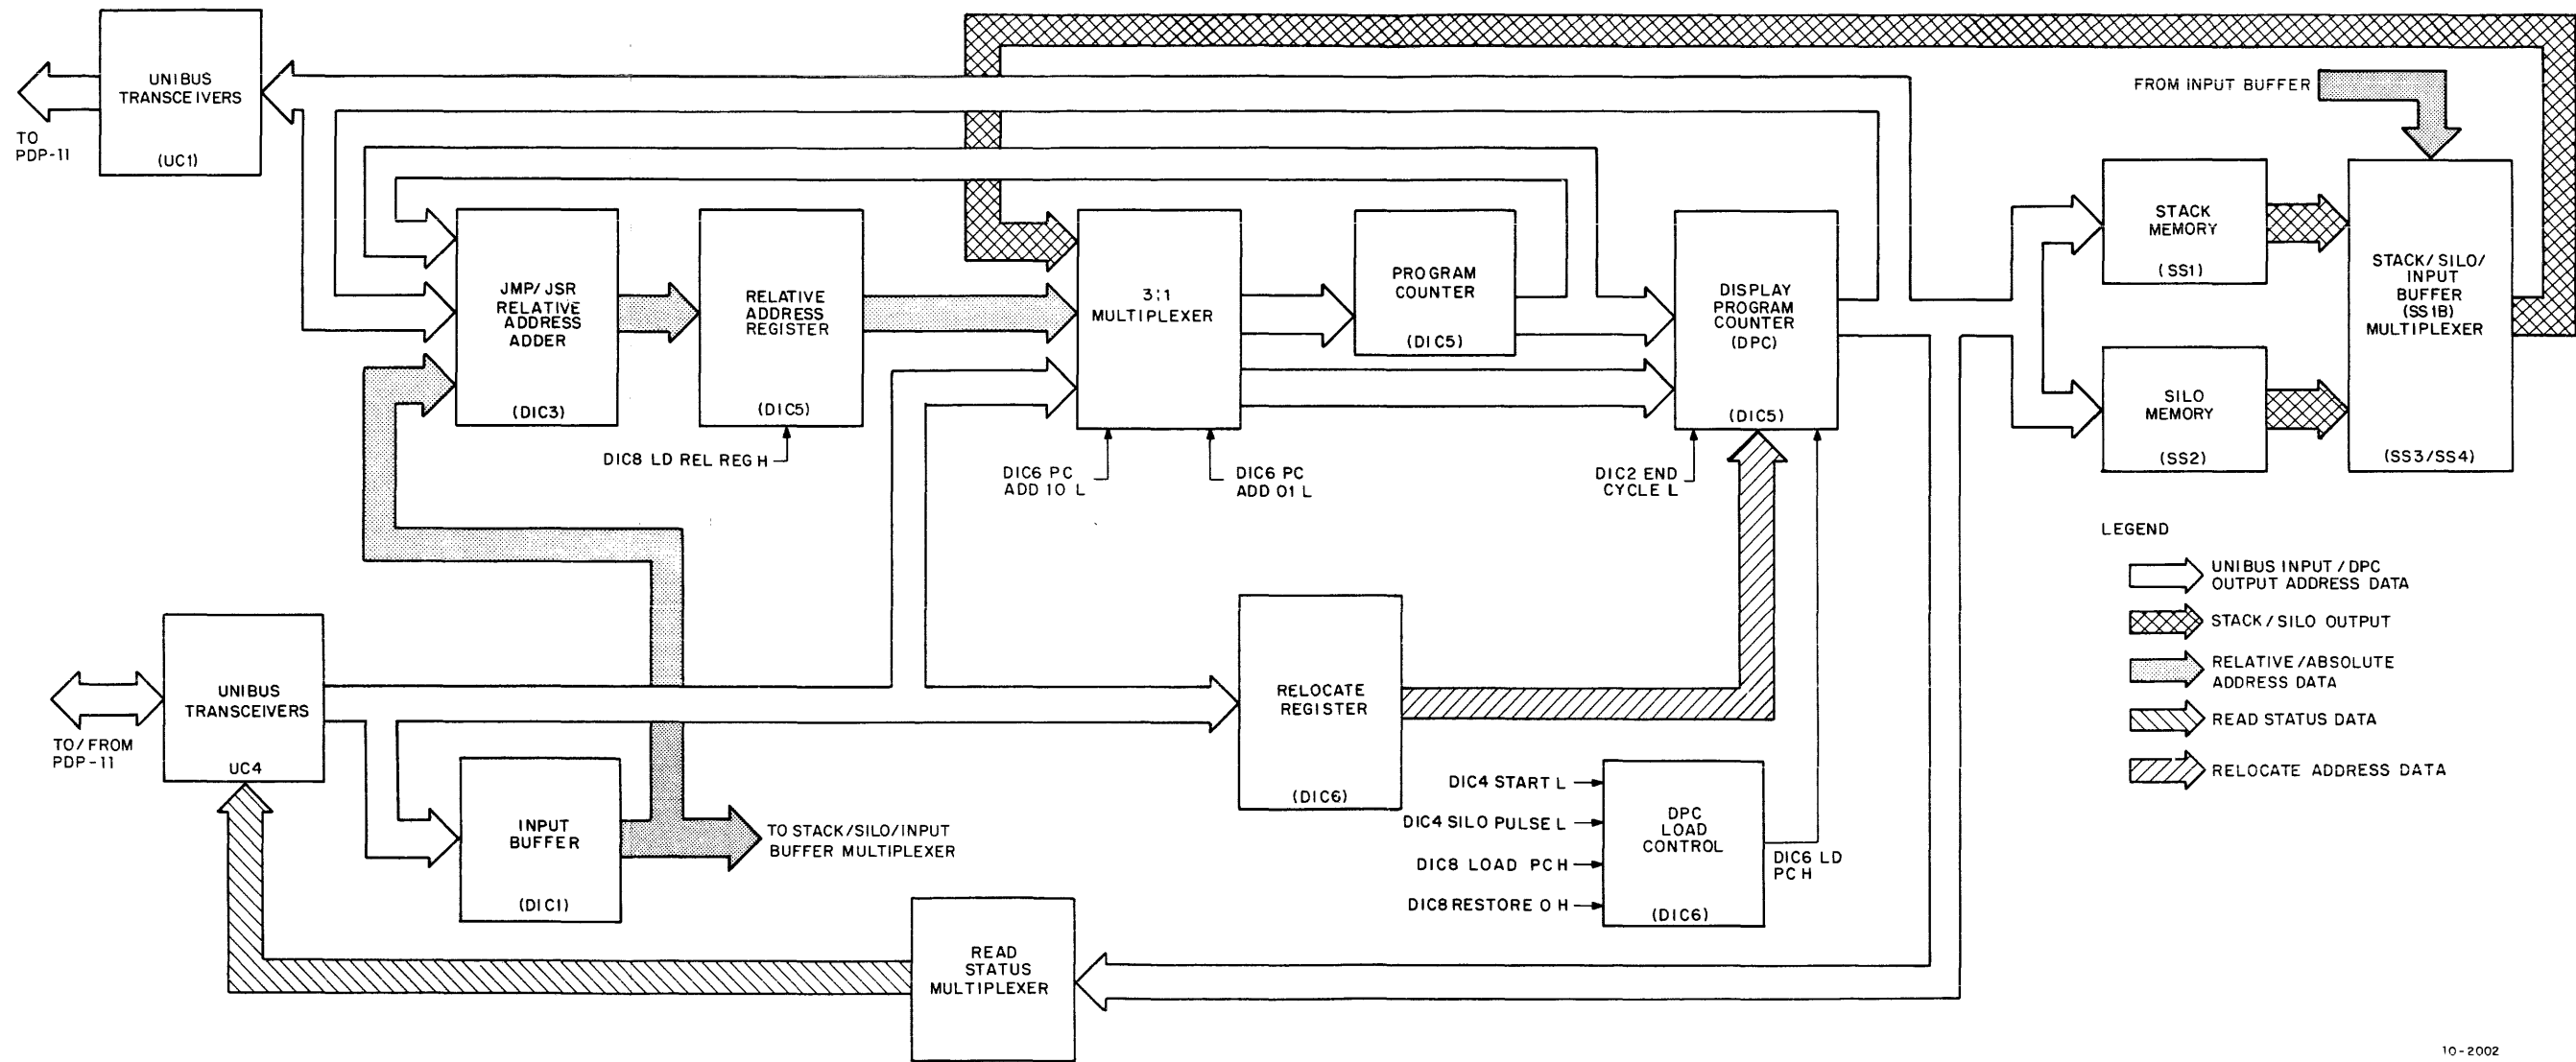 UNIBUS
TRANSCEIVERS
(UC1)
TO
PDP-11
FROM INPUT BUFFER
JMP/JSR
RELATIVE
ADDRESS
ADDER
(DIC3)
RELATIVE
ADDRESS
REGISTER
(DIC5)
DIC8 LD REL REG H
3:1
MULTIPLEXER
DIC6 PC
ADD 10 L
DIC6 PC
ADD 01 L
PROGRAM
COUNTER
(DIC5)
DISPLAY
PROGRAM
COUNTER
(DPC)
(DIC5)
DIC2 END
CYCLE L
STACK
MEMORY
(SS1)
SILO
MEMORY
(SS2)
STACK/SILO/
INPUT
BUFFER
(SS1B)
MULTIPLEXER
(SS3/SS4)
LEGEND
UNIBUS INPUT/DPC
OUTPUT ADDRESS DATA
STACK/SILO OUTPUT
RELATIVE/ABSOLUTE
ADDRESS DATA
READ STATUS DATA
RELOCATE ADDRESS DATA
UNIBUS
TRANSCEIVERS
UC4
TO/FROM
PDP-11
INPUT
BUFFER
(DIC1)
TO STACK/SILO/INPUT
BUFFER MULTIPLEXER
RELOCATE
REGISTER
(DIC6)
DIC4 START L
DIC4 SILO PULSE L
DIC8 LOAD PC H
DIC8 RESTORE 0 H
DPC
LOAD
CONTROL
(DIC6)
DIC6 LD
PC H
READ
STATUS
MULTIPLEXER
10-2002